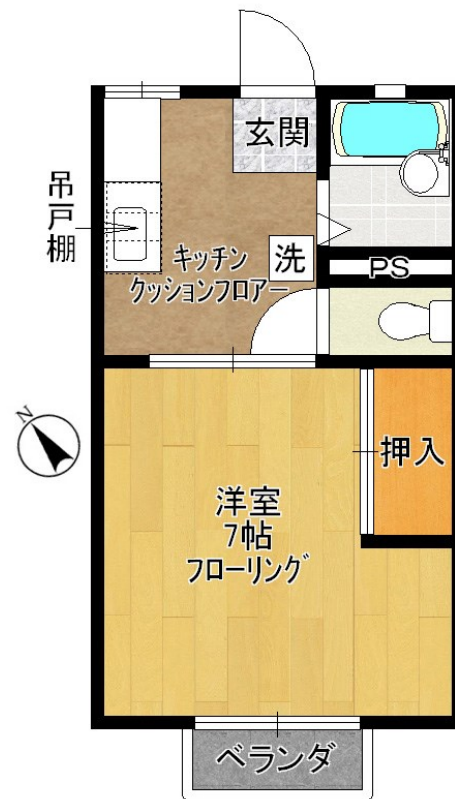 玄関
吊戸棚
洗
キッチン
クッションフロアー
PS
N
押入
洋室
7帖
フローリング
ベランダ